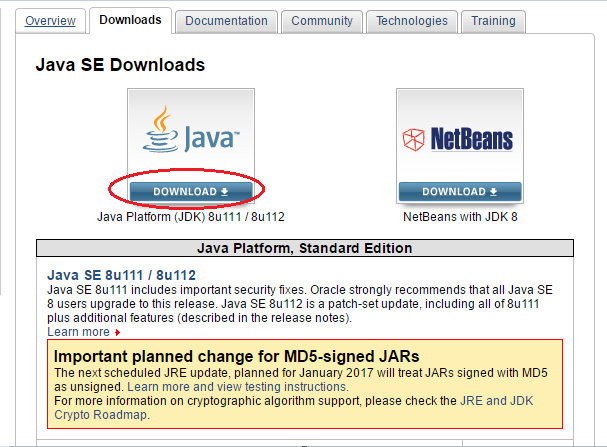 Overview
Downloads
Documentation
Community
Technologies
Training
Java SE Downloads
Java™
DOWNLOAD
Java Platform (JDK) 8u111 / 8u112
NetBeans
DOWNLOAD
NetBeans with JDK 8
Java Platform, Standard Edition
Java SE 8u111 / 8u112
Java SE 8u111 includes important security fixes. Oracle strongly recommends that all Java SE
8 users upgrade to this release. Java SE 8u112 is a patch-set update, including all of 8u111
plus additional features (described in the release notes).
Learn more
Important planned change for MD5-signed JARs
The next scheduled JRE update, planned for January 2017 will treat JARs signed with MD5
as unsigned. Learn more and view testing instructions.
For more information on cryptographic algorithm support, please check the JRE and JDK
Crypto Roadmap.